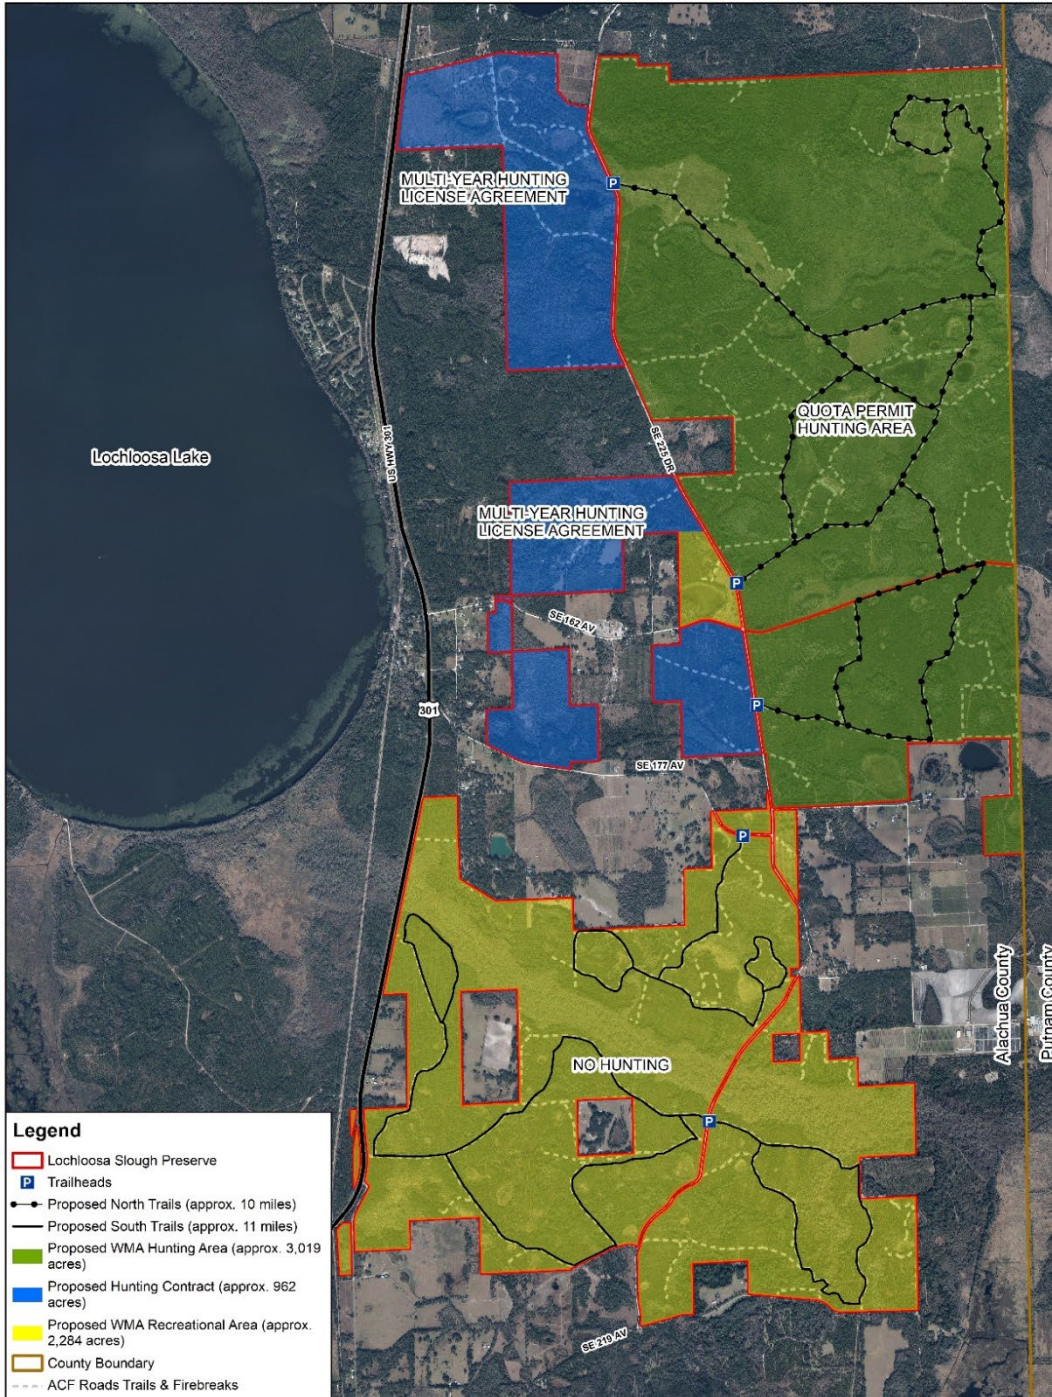 MULTI-YEAR HUNTING
LICENSE AGREEMENT
P
QUOTA PERMIT
HUNTING AREA
Lochloosa Lake
US HWY 301
SE 225 DR
MULTI-YEAR HUNTING
LICENSE AGREEMENT
P
SE 162 AV
301
P
SE 177 AV
P
NO HUNTING
P
Alachua County
Putnam County
SE 219 AV
Legend
Lochloosa Slough Preserve
P Trailheads
Proposed North Trails (approx. 10 miles)
Proposed South Trails (approx. 11 miles)
Proposed WMA Hunting Area (approx. 3,019
acres)
Proposed Hunting Contract (approx. 962
acres)
Proposed WMA Recreational Area (approx.
2,284 acres)
County Boundary
ACF Roads Trails & Firebreaks